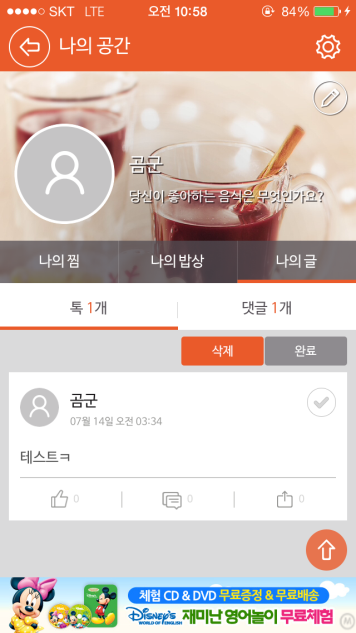 SKT LTE 오전 10:58 84%
나의 공간
곰군
당신이 좋아하는 음식은 무엇인가요?
나의 찜 나의 밥상 나의 글
톡 1개 댓글 1개
삭제 완료
곰군
07월 14일 오전 03:34
테스트ㅋ
0 0 0
체험 CD & DVD 무료증정 & 무료배송
Disney's WORLD OF ENGLISH 재미난 영어놀이 무료체험
M